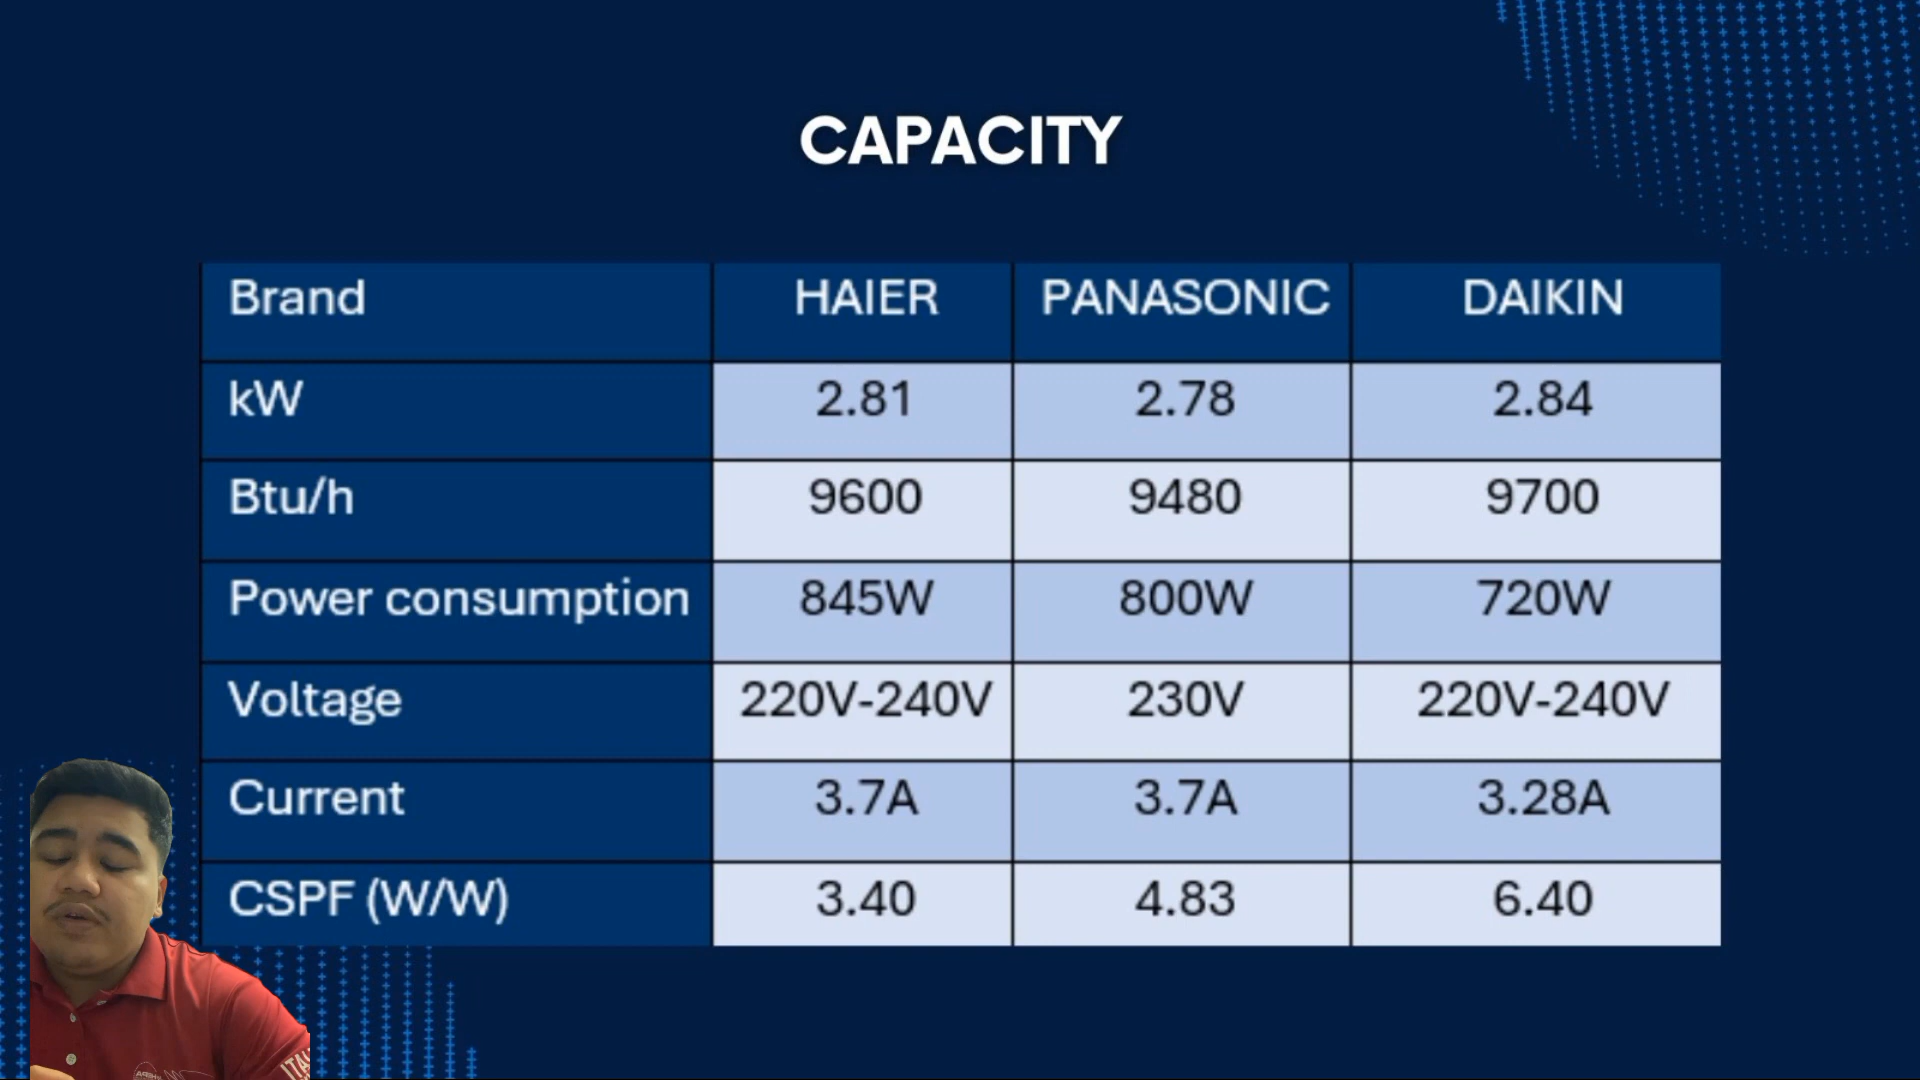 CAPACITY
Brand HAIER PANASONIC DAIKIN
kW 2.81 2.78 2.84
Btu/h 9600 9480 9700
Power consumption 845W 800W 720W
Voltage 220V-240V 230V 220V-240V
Current 3.7A 3.7A 3.28A
CSPF (W/W) 3.40 4.83 6.40